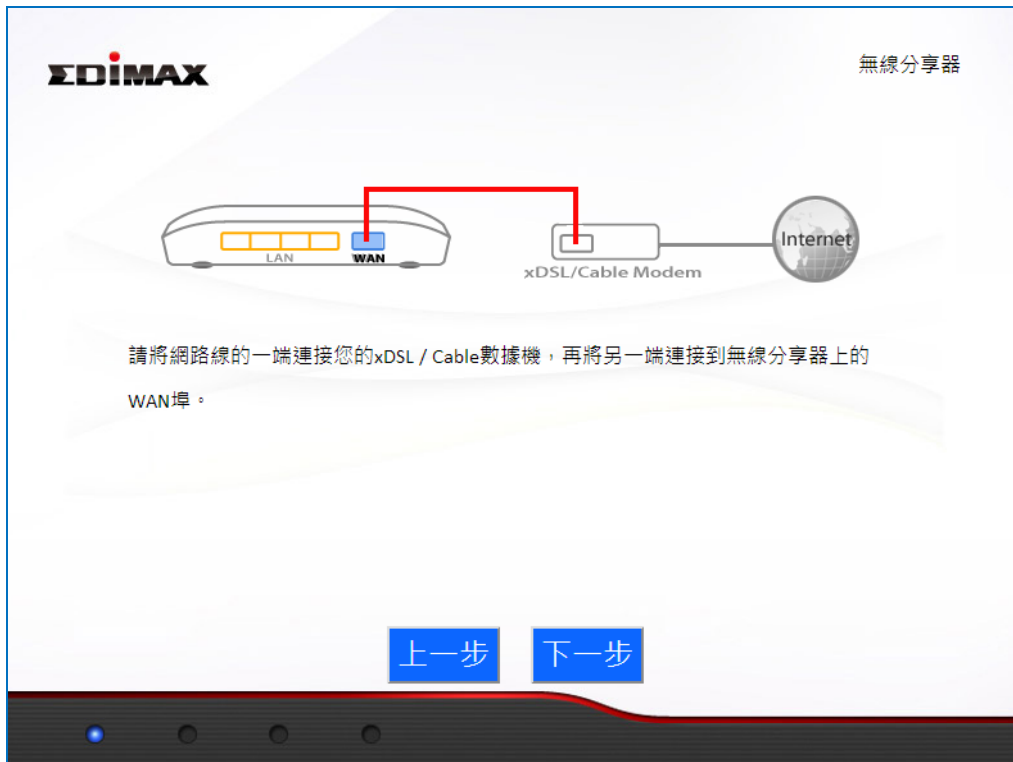 EDIMAX
無線分享器
LAN
WAN
xDSL/Cable Modem
Internet
請將網路線的一端連接您的xDSL / Cable數據機，再將另一端連接到無線分享器上的
WAN埠。
上一步
下一步